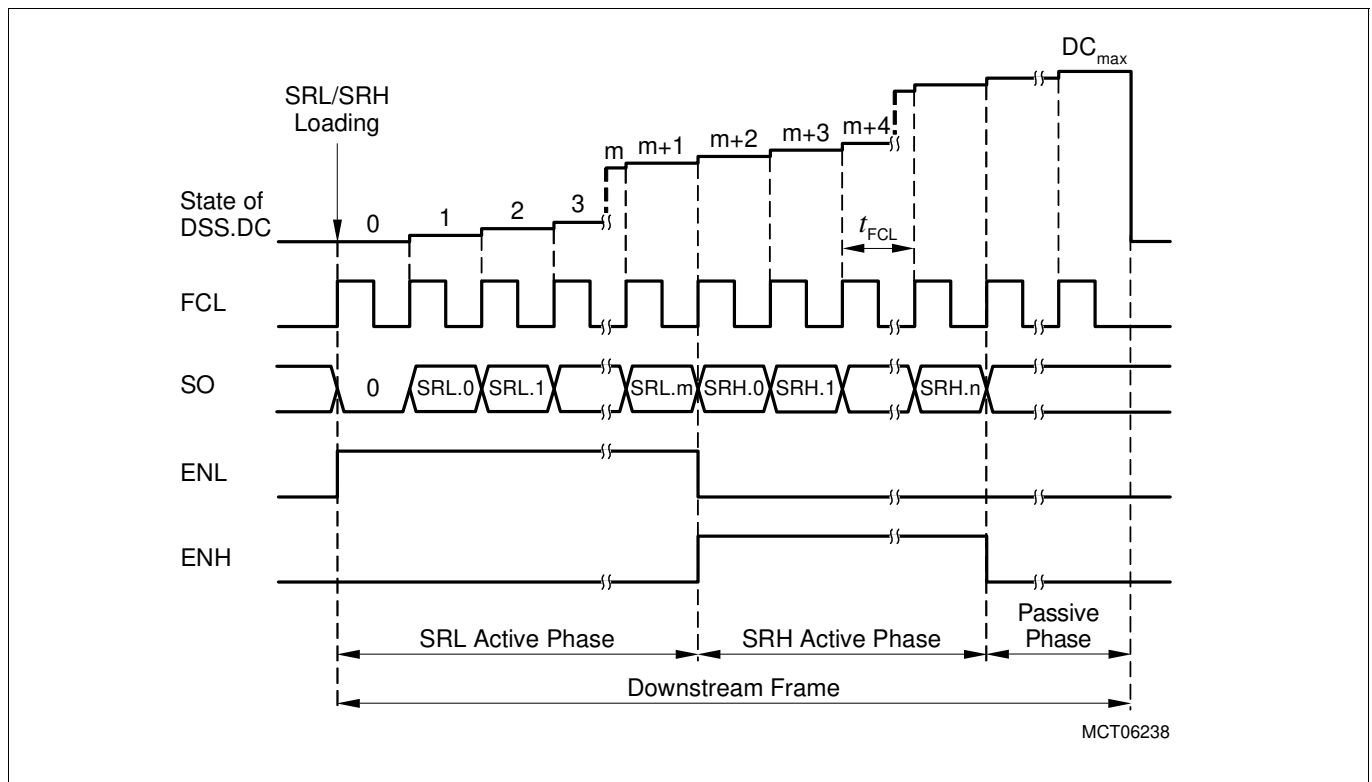 DCmax
SRL/SRH
Loading
m m+1 m+2 m+3 m+4
State of
DSS.DC
0 1 2 3
tFCL
FCL
SO
0 SRL.0 SRL.1 SRL.m SRH.0 SRH.1 SRH.n
ENL
ENH
SRL Active Phase
SRH Active Phase
Passive
Phase
Downstream Frame
MCT06238